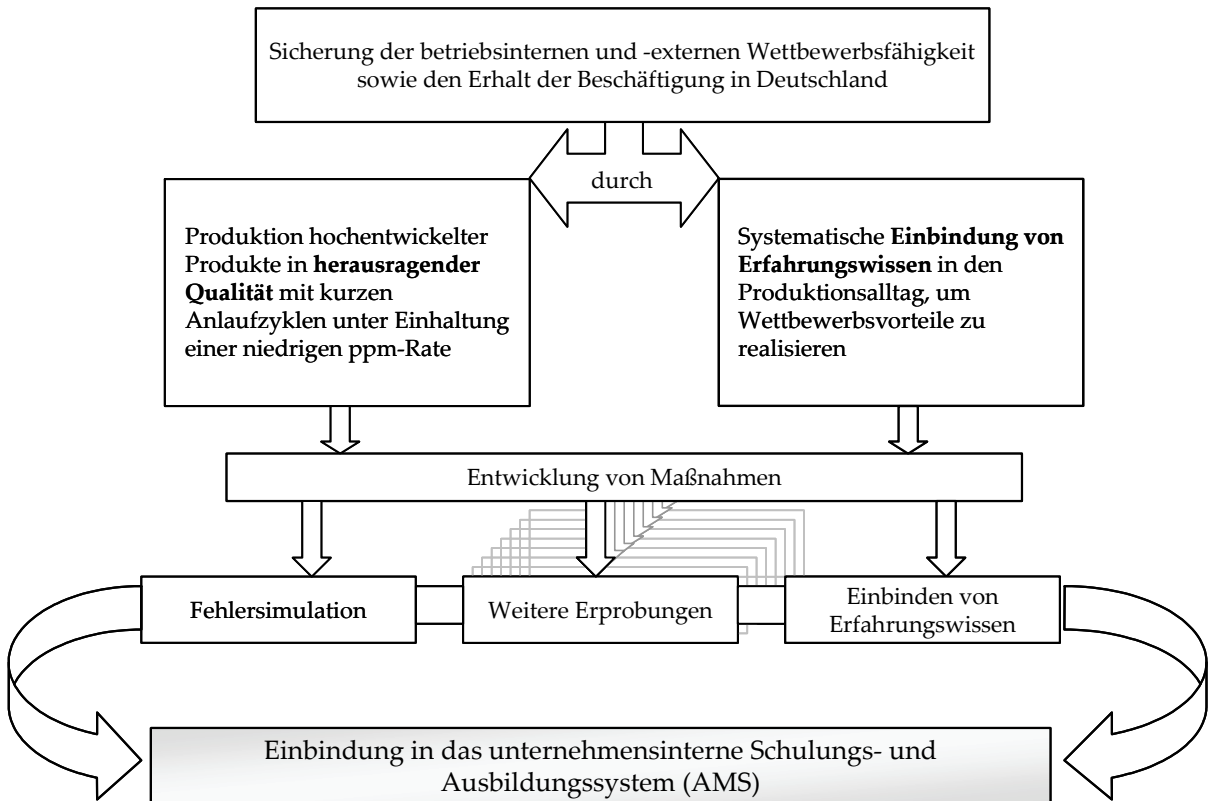 Sicherung der betriebsinternen und -externen Wettbewerbsfähigkeit
sowie den Erhalt der Beschäftigung in Deutschland
durch
Produktion hochentwickelter
Produkte in herausragender
Qualität mit kurzen
Anlaufzyklen unter Einhaltung
einer niedrigen ppm-Rate
Systematische Einbindung von
Erfahrungswissen in den
Produktionsalltag, um
Wettbewerbsvorteile zu
realisieren
Entwicklung von Maßnahmen
Fehlersimulation
Weitere Erprobungen
Einbinden von
Erfahrungswissen
Einbindung in das unternehmensinterne Schulungs- und
Ausbildungssystem (AMS)